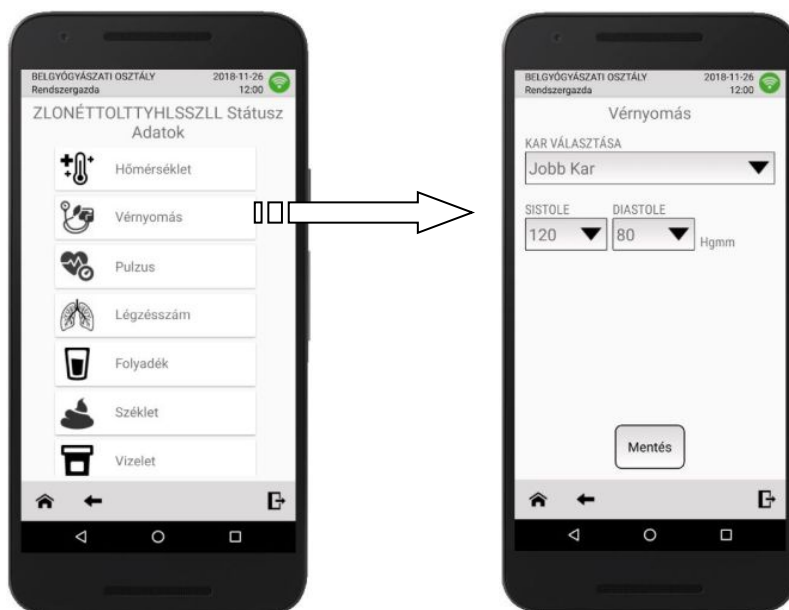 BELGYÓGYÁSZATI OSZTÁLY 2018-11-26
Rendszergazda 12:00
ZLONÉTTOLTTYHLSSZLL Státusz
Adatok
Hőmérséklet
Vérnyomás
Pulzus
Légzésszám
Folyadék
Széklet
Vizelet
BELGYÓGYÁSZATI OSZTÁLY 2018-11-26
Rendszergazda 12:00
Vérnyomás
KAR VÁLASZTÁSA
Jobb Kar
SISTOLE DIASTOLE
120 80 Hgmm
Mentés